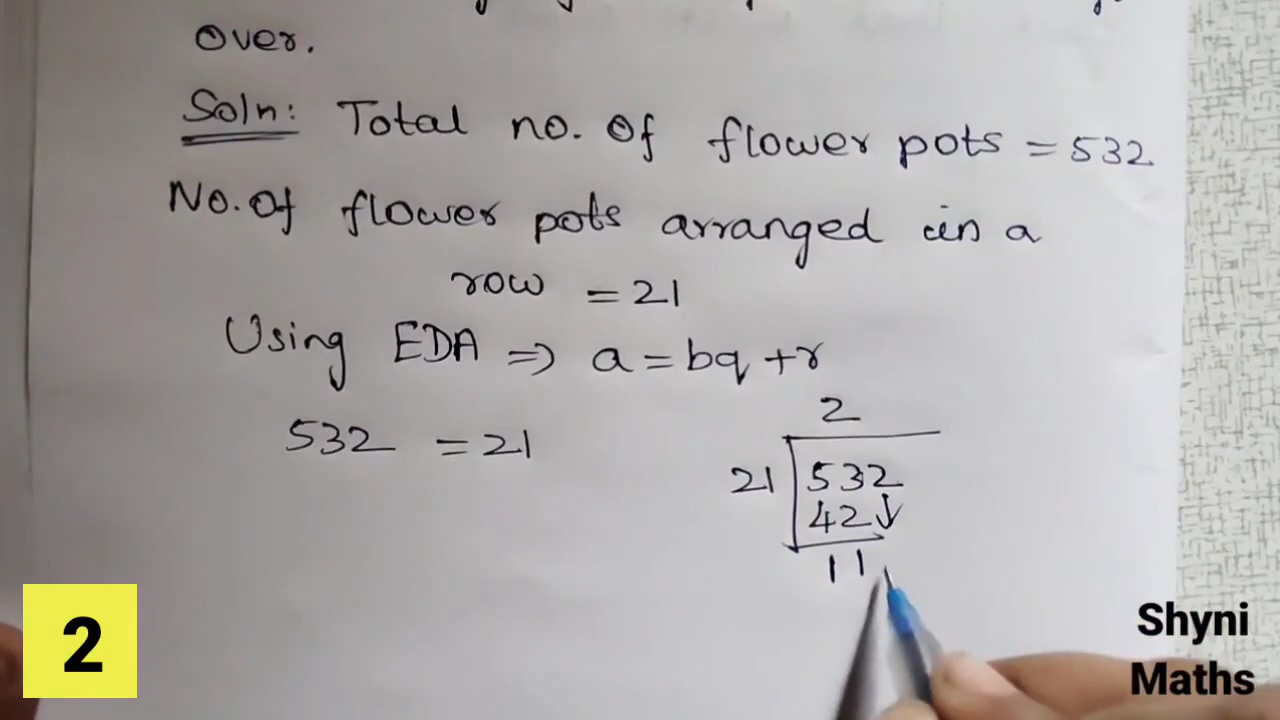 over.
Soln: Total no. of flower pots = 532
No. of flower pots arranged in a
row = 21
Using EDA => a = bq + r
532 = 21
2
21 532
42↓
11
2
Shyni
Maths